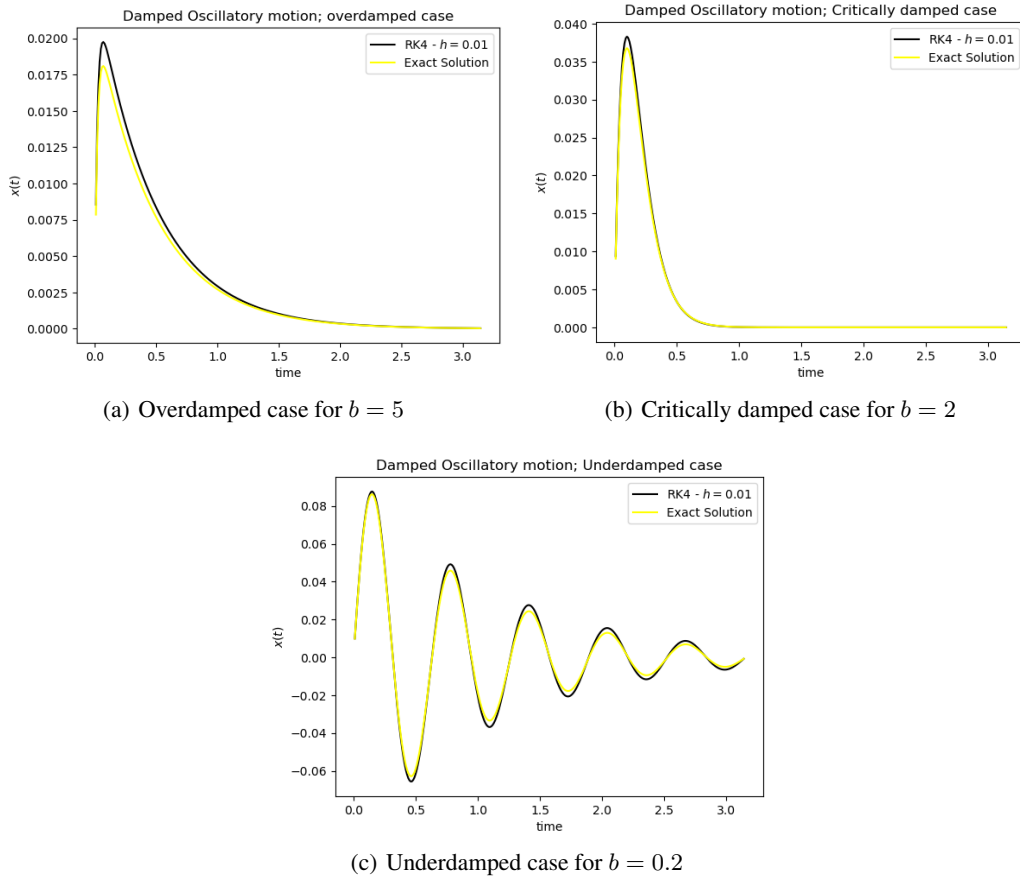 Damped Oscillatory motion; overdamped case
RK4 - h = 0.01
Exact Solution
x(t)
0.0200
0.0175
0.0150
0.0125
0.0100
0.0075
0.0050
0.0025
0.0000
0.0 0.5 1.0 1.5 2.0 2.5 3.0
time
(a) Overdamped case for b = 5
Damped Oscillatory motion; Critically damped case
RK4 - h = 0.01
Exact Solution
x(t)
0.040
0.035
0.030
0.025
0.020
0.015
0.010
0.005
0.000
0.0 0.5 1.0 1.5 2.0 2.5 3.0
time
(b) Critically damped case for b = 2
Damped Oscillatory motion; Underdamped case
RK4 - h = 0.01
Exact Solution
x(t)
0.08
0.06
0.04
0.02
0.00
−0.02
−0.04
−0.06
0.0 0.5 1.0 1.5 2.0 2.5 3.0
time
(c) Underdamped case for b = 0.2